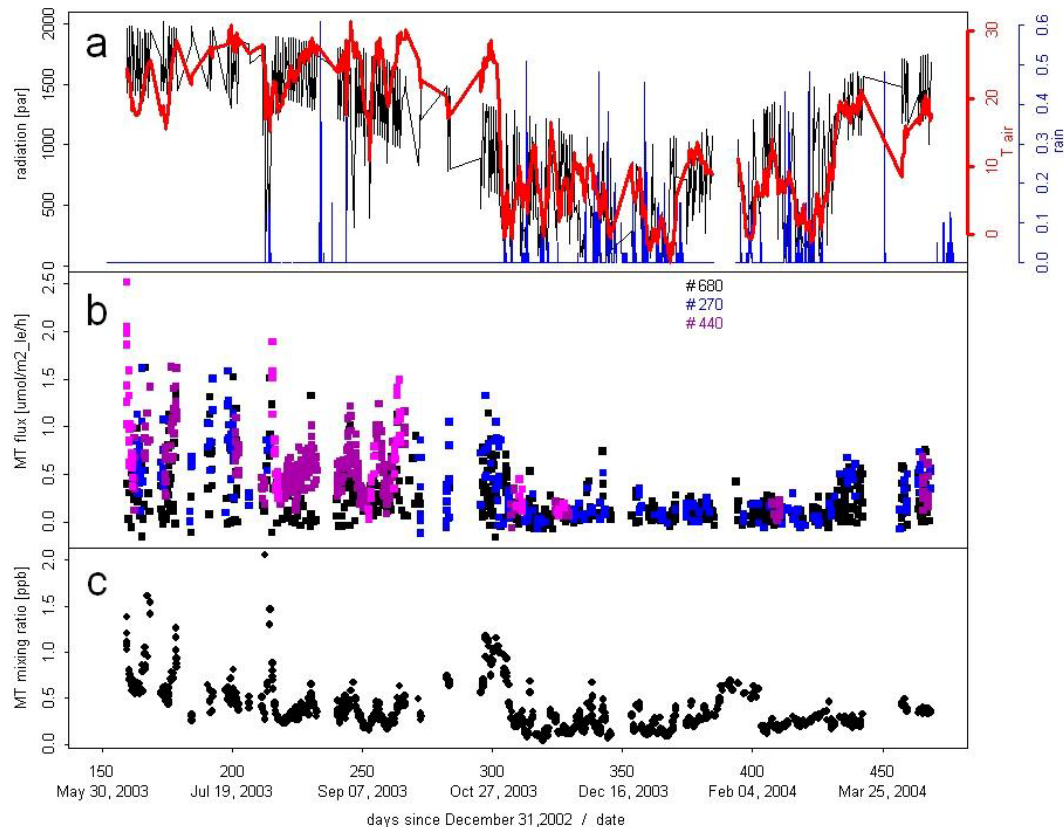 a
radiation [par]
2000
1500
1000
500
0
30
20
10
0
T air
0.6
0.5
0.4
0.3
0.2
0.1
0.0
rain
b
MT flux [umol/m2_le/h]
2.5
2.0
1.5
1.0
0.5
0.0
#680
#270
#440
c
MT mixing ratio [ppb]
2.0
1.5
1.0
0.5
0.0
150 200 250 300 350 400 450
May 30, 2003 Jul 19, 2003 Sep 07, 2003 Oct 27, 2003 Dec 16, 2003 Feb 04, 2004 Mar 25, 2004
days since December 31,2002 / date